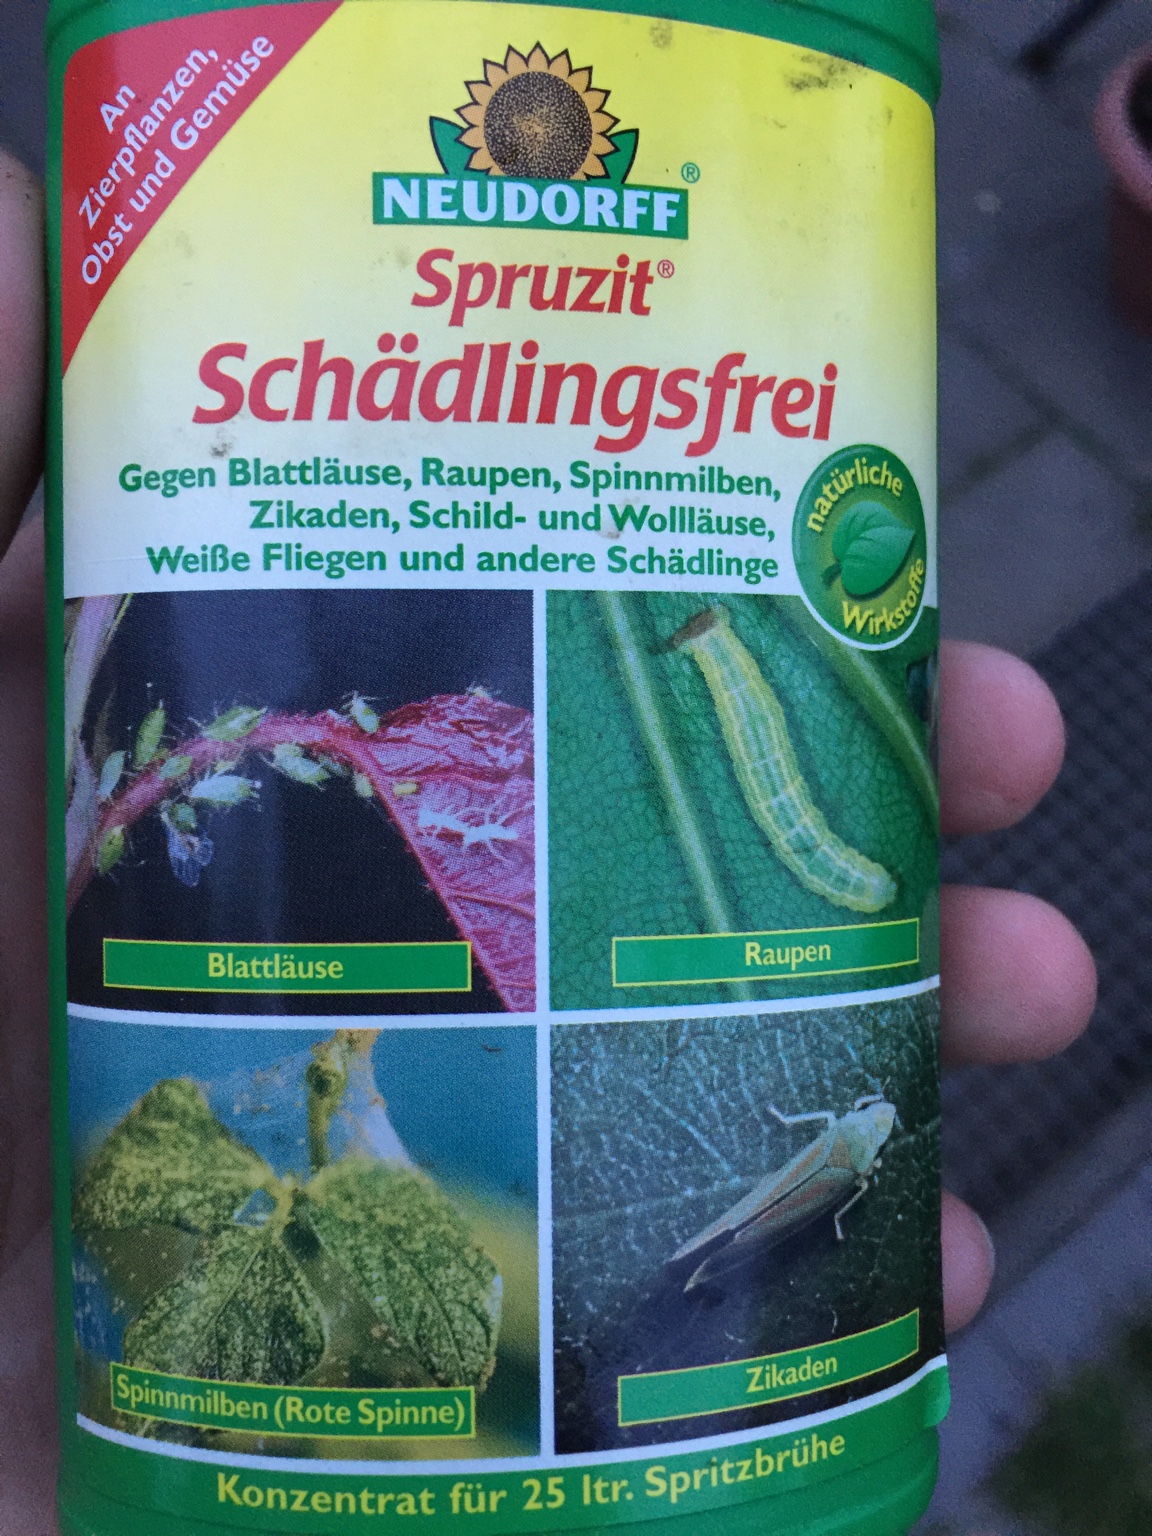 An
Zierpflanzen,
Obst und Gemüse
NEUDORFF®
Spruzit®
Schädlingsfrei
Gegen Blattläuse, Raupen, Spinnmilben,
Zikaden, Schild- und Wollläuse,
Weiße Fliegen und andere Schädlinge
natürliche
Wirkstoffe
Blattläuse
Raupen
Spinnmilben (Rote Spinne)
Zikaden
Konzentrat für 25 ltr. Spritzbrühe